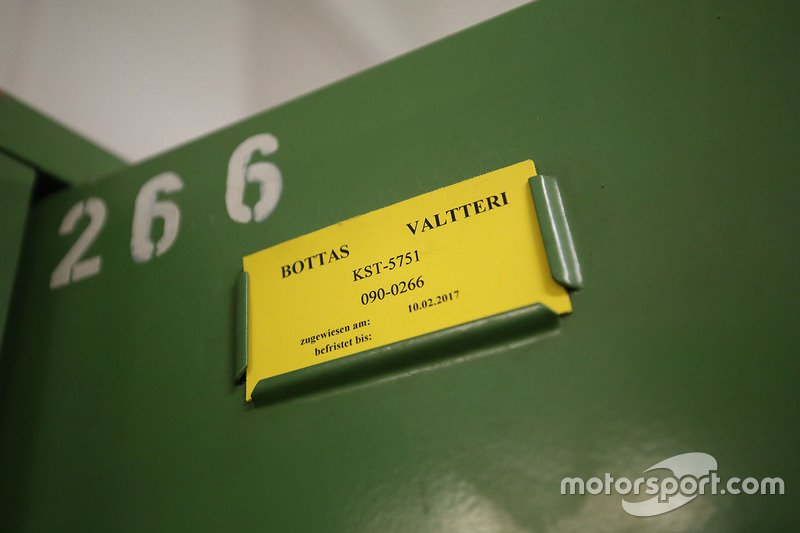 266
BOTTAS VALTTERI
KST-5751
090-0266
zugewiesen am: 10.02.2017
befristet bis:
motorsport.com